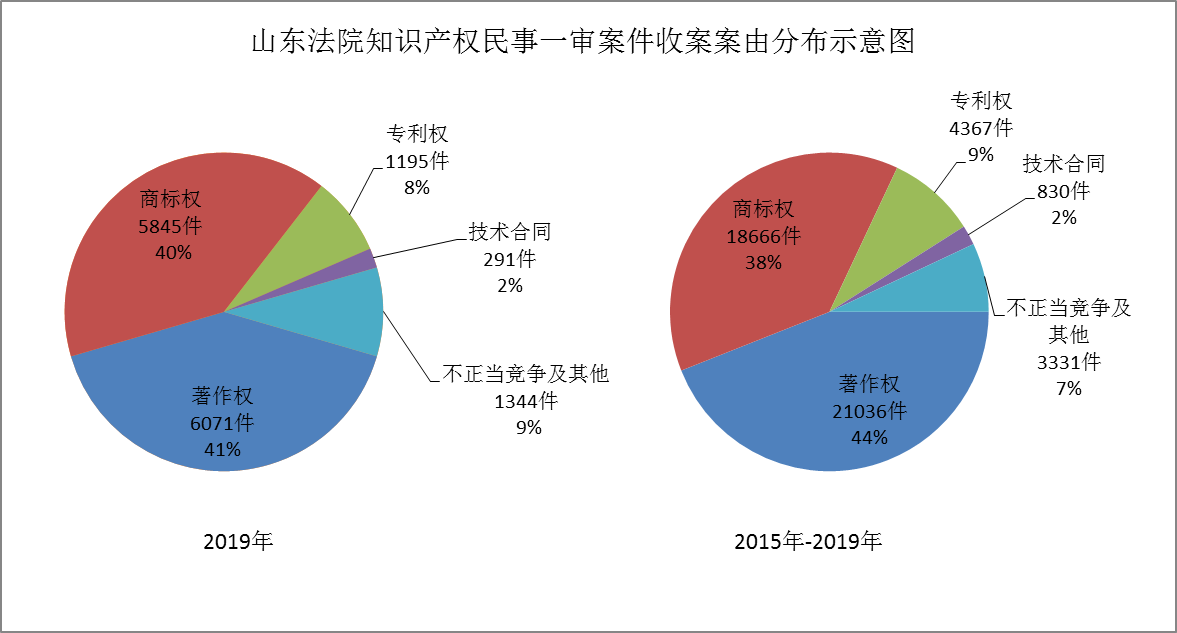 山东法院知识产权民事一审案件收案案由分布示意图
商标权
5845件
40%
专利权
1195件
8%
技术合同
291件
2%
不正当竞争及其他
1344件
9%
著作权
6071件
41%
2019年
商标权
18666件
38%
专利权
4367件
9%
技术合同
830件
2%
不正当竞争及
其他
3331件
7%
著作权
21036件
44%
2015年-2019年